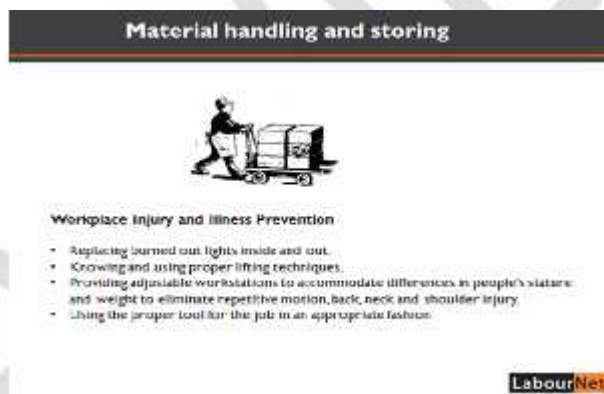 Material handling and storing
Workplace Injury and Illness Prevention
• Replacing burned out lights inside and out.
• Knowing and using proper lifting techniques.
• Providing adjustable workstations to accommodate differences in people's stature
and weight to eliminate repetitive motion, back, neck and shoulder injury.
• Using the proper tool for the job in an appropriate fashion
LabourNet